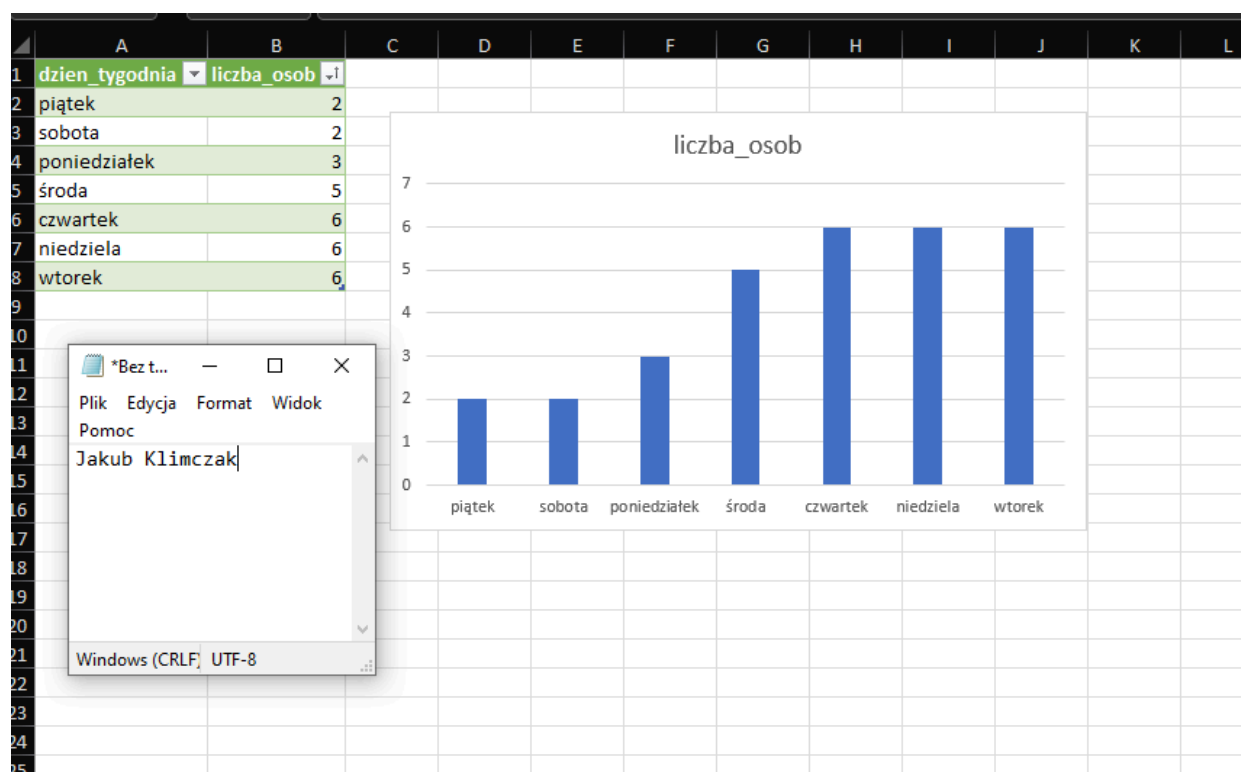 A B C D E F G H I J K L
1 dzien_tygodnia liczba_osob
2 piątek 2
3 sobota 2
4 poniedziałek 3
5 środa 5
6 czwartek 6
7 niedziela 6
8 wtorek 6
9
10
11
12
13
14
15
16
17
18
19
20
21
22
23
24
25
liczba_osob
7
6
5
4
3
2
1
0
piątek sobota poniedziałek środa czwartek niedziela wtorek
*Bez t...
Plik Edycja Format Widok
Pomoc
Jakub Klimczak
Windows (CRLF) UTF-8